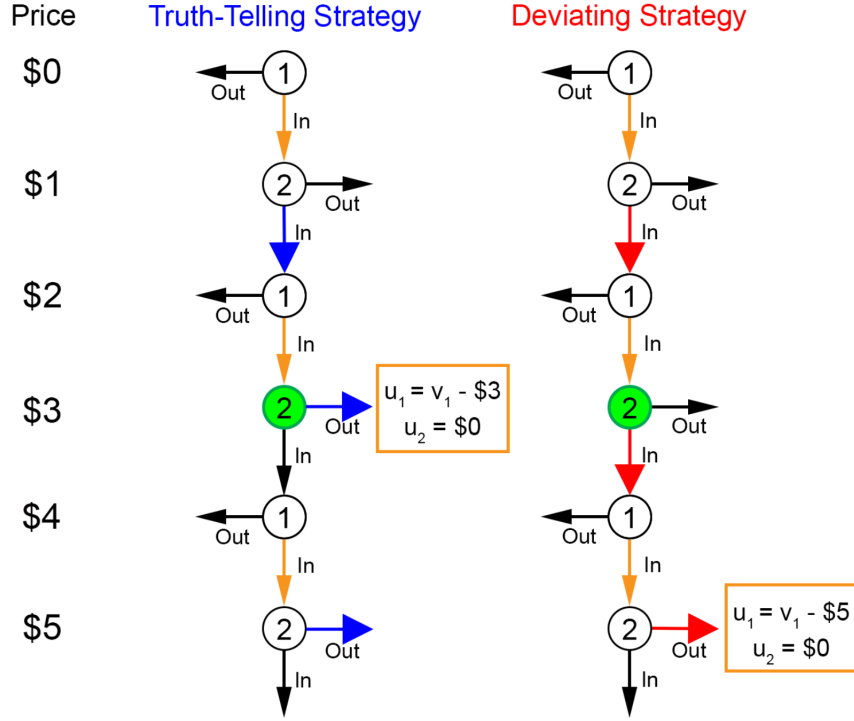 Price Truth-Telling Strategy Deviating Strategy
$0 1 1
Out Out
In In
$1 2 2
Out Out
In In
$2 1 1
Out Out
In In
u₁ = v₁ - $3
$3 2 2
Out Out
u₂ = $0
In In
$4 1 1
Out Out
In In
u₁ = v₁ - $5
$5 2 2
Out Out
u₂ = $0
In In